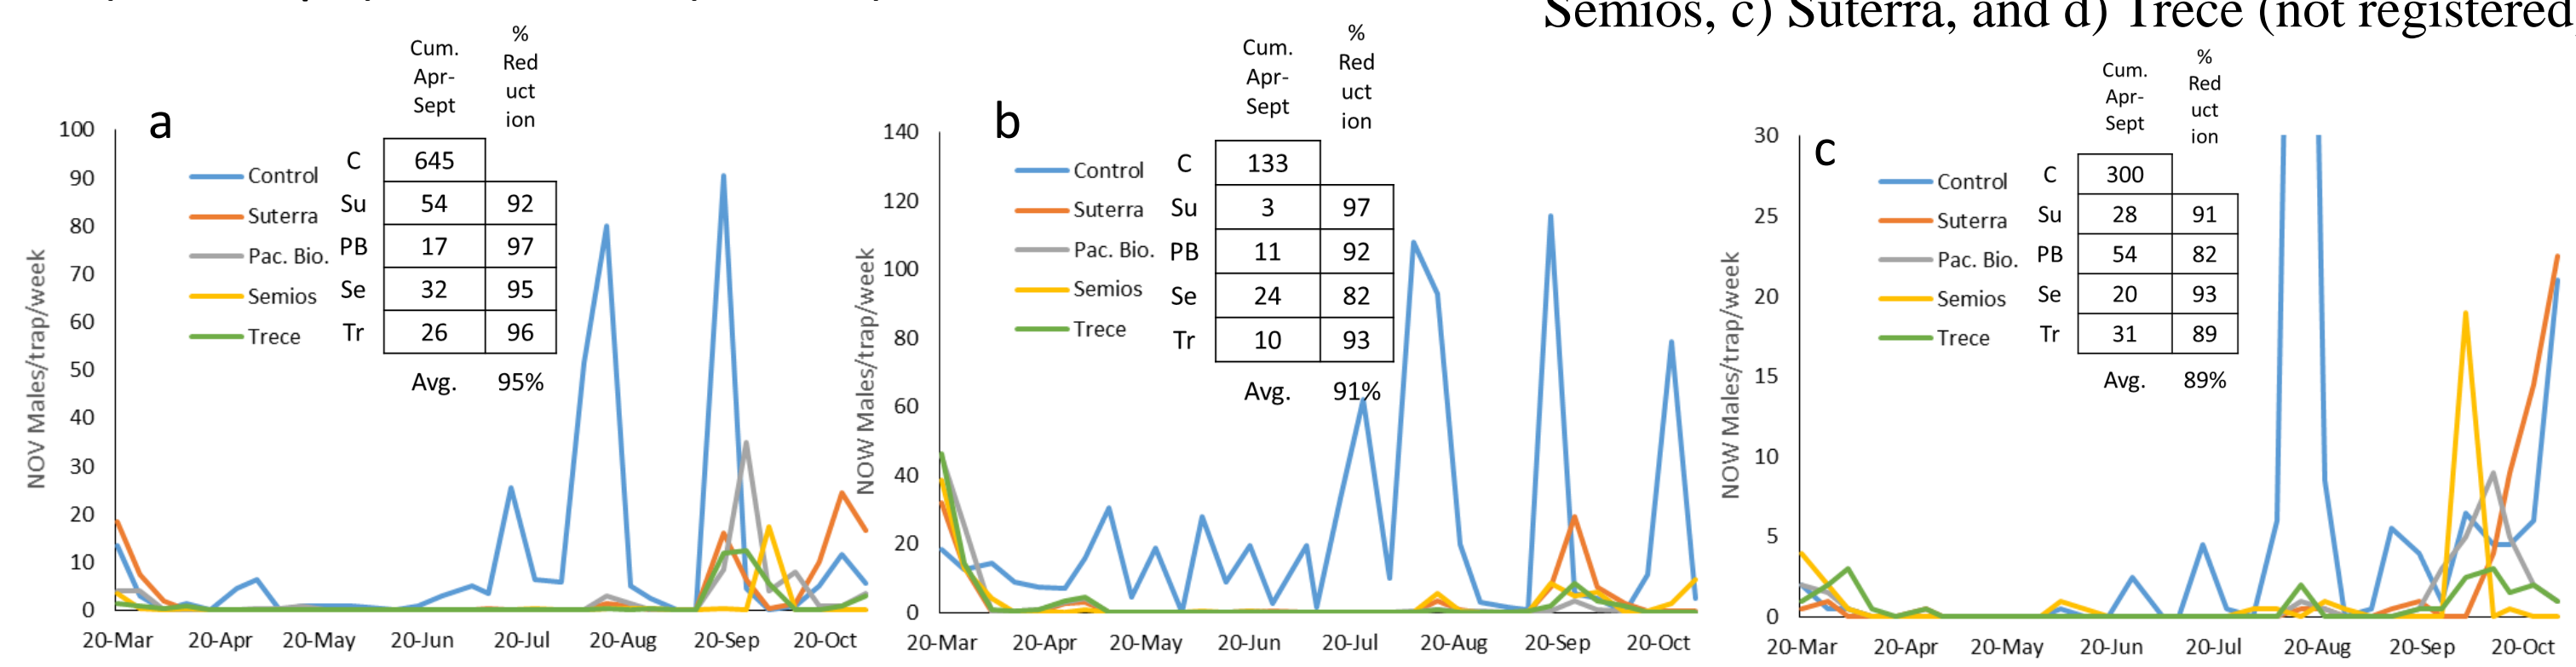 Semios, c) Suterra, and d) Trece (not registered
a
Cum.
Apr-
Sept
%
Red
uct
ion
C 645
Su 54 92
PB 17 97
Se 32 95
Tr 26 96
Avg. 95%
Control
Suterra
Pac. Bio.
Semios
Trece
NOV Males/trap/week
100
90
80
70
60
50
40
30
20
10
0
20-Mar 20-Apr 20-May 20-Jun 20-Jul 20-Aug 20-Sep 20-Oct
b
Cum.
Apr-
Sept
%
Red
uct
ion
C 133
Su 3 97
PB 11 92
Se 24 82
Tr 10 93
Avg. 91%
Control
Suterra
Pac. Bio.
Semios
Trece
NOW Males/trap/week
140
120
100
80
60
40
20
0
20-Mar 20-Apr 20-May 20-Jun 20-Jul 20-Aug 20-Sep 20-Oct
c
Cum.
Apr-
Sept
%
Red
uct
ion
C 300
Su 28 91
PB 54 82
Se 20 93
Tr 31 89
Avg. 89%
Control
Suterra
Pac. Bio.
Semios
Trece
NOW Males/trap/week
30
25
20
15
10
5
0
20-Mar 20-Apr 20-May 20-Jun 20-Jul 20-Aug 20-Sep 20-Oct